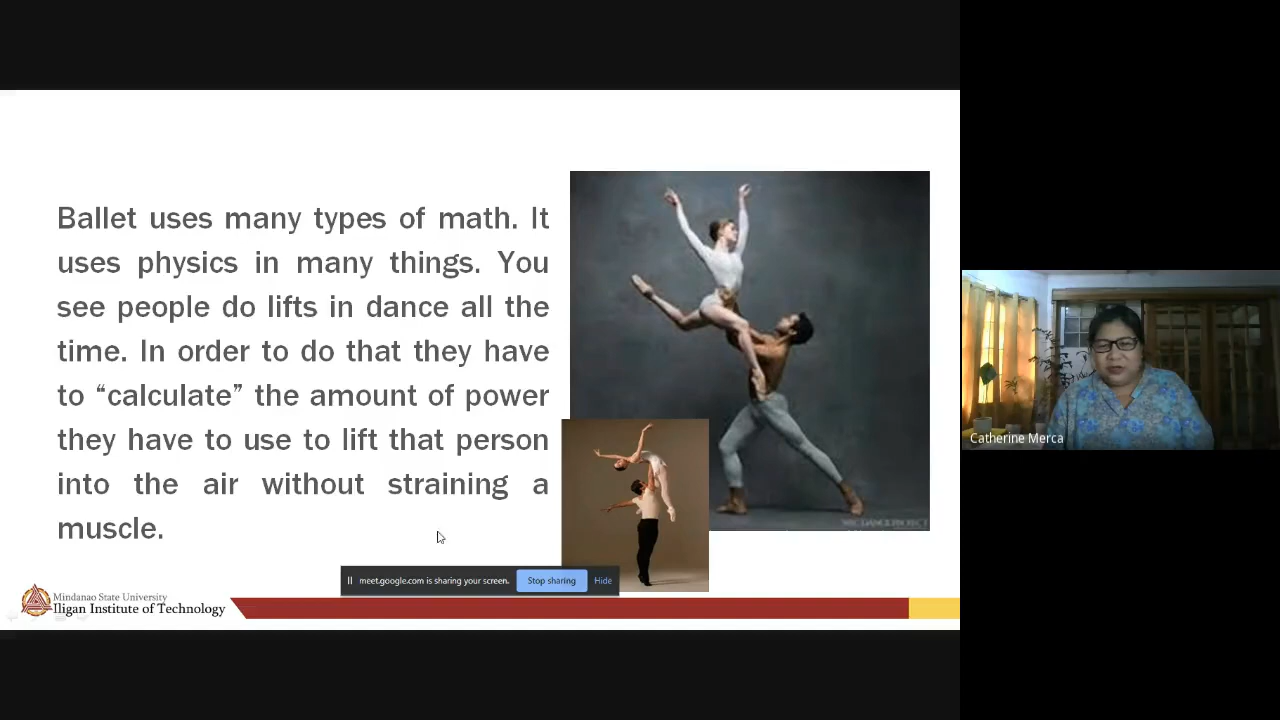 Ballet uses many types of math. It
uses physics in many things. You
see people do lifts in dance all the
time. In order to do that they have
to “calculate” the amount of power
they have to use to lift that person
into the air without straining a
muscle.
Catherine Merca
meet.google.com is sharing your screen.
Stop sharing
Hide
Mindanao State University
Iligan Institute of Technology